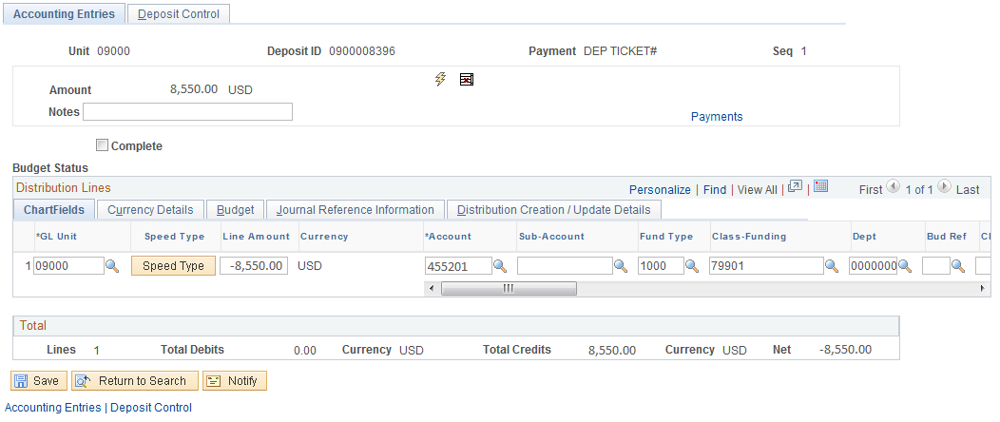 Accounting Entries Deposit Control
Unit 09000 Deposit ID 0900008396 Payment DEP TICKET# Seq 1
Amount 8,550.00 USD
Notes
Payments
Complete
Budget Status
Distribution Lines Personalize | Find | View All | | First 1 of 1 Last
ChartFields Currency Details Budget Journal Reference Information Distribution Creation / Update Details
*GL Unit Speed Type Line Amount Currency *Account Sub-Account Fund Type Class-Funding Dept Bud Ref Cl
1 09000 Speed Type -8,550.00 USD 455201 1000 79901 0000000
Total
Lines 1 Total Debits 0.00 Currency USD Total Credits 8,550.00 Currency USD Net -8,550.00
Save Return to Search Notify
Accounting Entries | Deposit Control